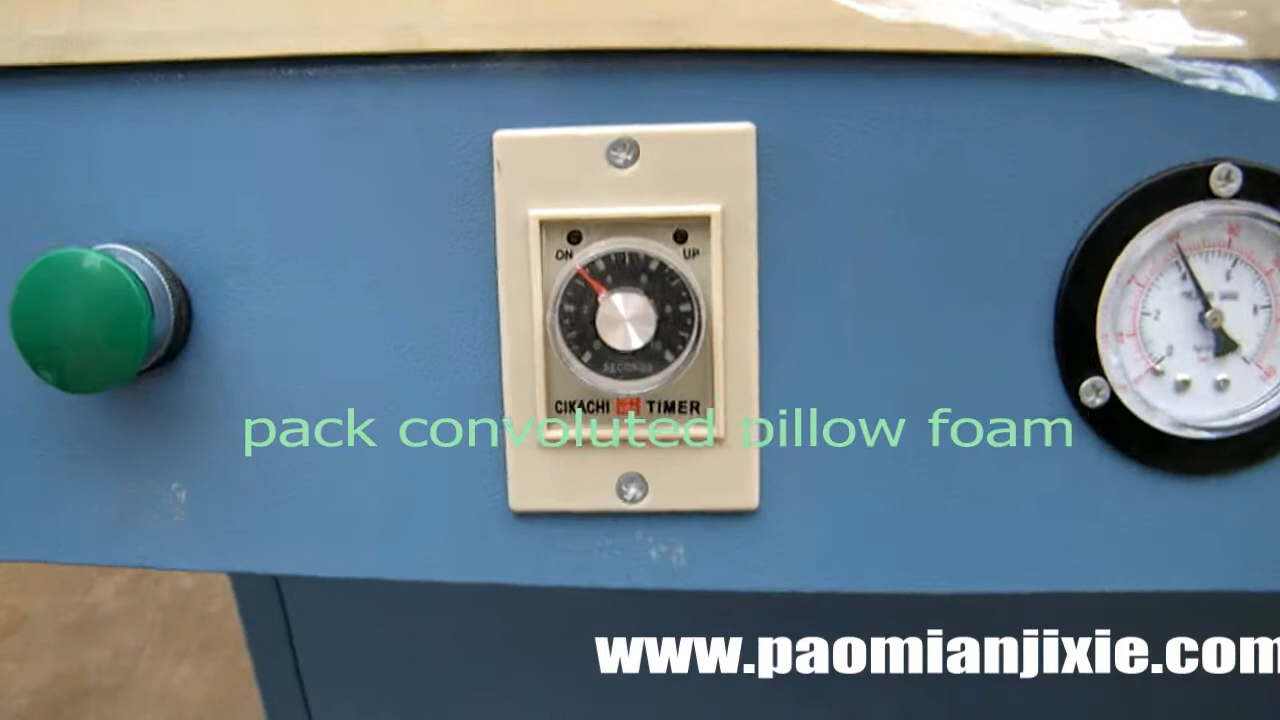 ON UP
SECONDS
CIKACHI TIMER
pack convoluted pillow foam
www.paomianjixie.com